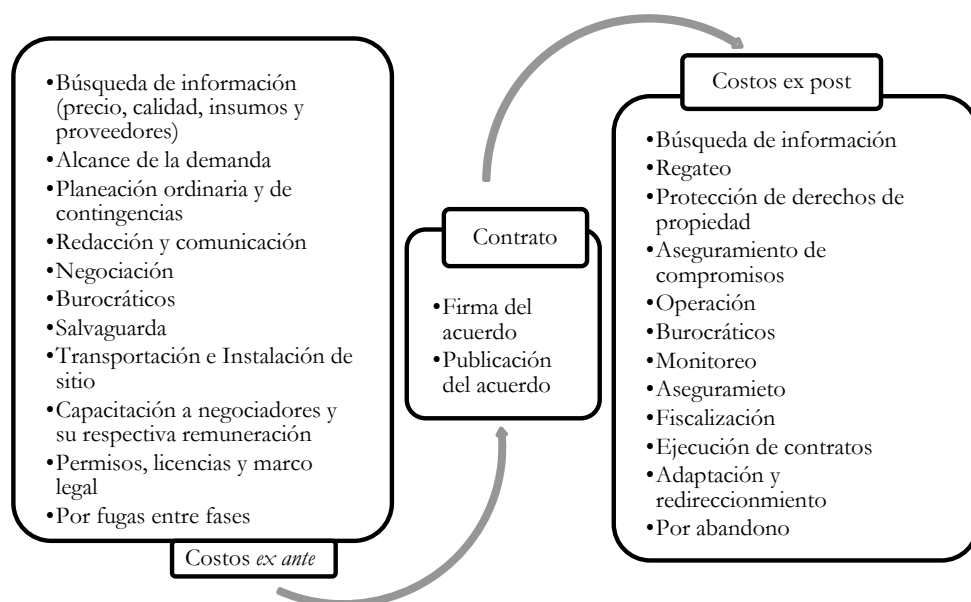 •Búsqueda de información
(precio, calidad, insumos y
proveedores)
•Alcance de la demanda
•Planeación ordinaria y de
contingencias
•Redacción y comunicación
•Negociación
•Burocráticos
•Salvaguarda
•Transportación e Instalación de
sitio
•Capacitación a negociadores y
su respectiva remuneración
•Permisos, licencias y marco
legal
•Por fugas entre fases
Costos ex ante
Contrato
•Firma del
acuerdo
•Publicación
del acuerdo
Costos ex post
•Búsqueda de información
•Regateo
•Protección de derechos de
propiedad
•Aseguramiento de
compromisos
•Operación
•Burocráticos
•Monitoreo
•Aseguramieto
•Fiscalización
•Ejecución de contratos
•Adaptación y
redireccionmiento
•Por abandono